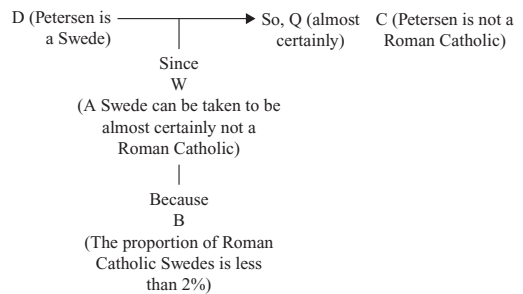 D (Petersen is
a Swede)
So, Q (almost
certainly)
C (Petersen is not a
Roman Catholic)
Since
W
(A Swede can be taken to be
almost certainly not a
Roman Catholic)
Because
B
(The proportion of Roman
Catholic Swedes is less
than 2%)